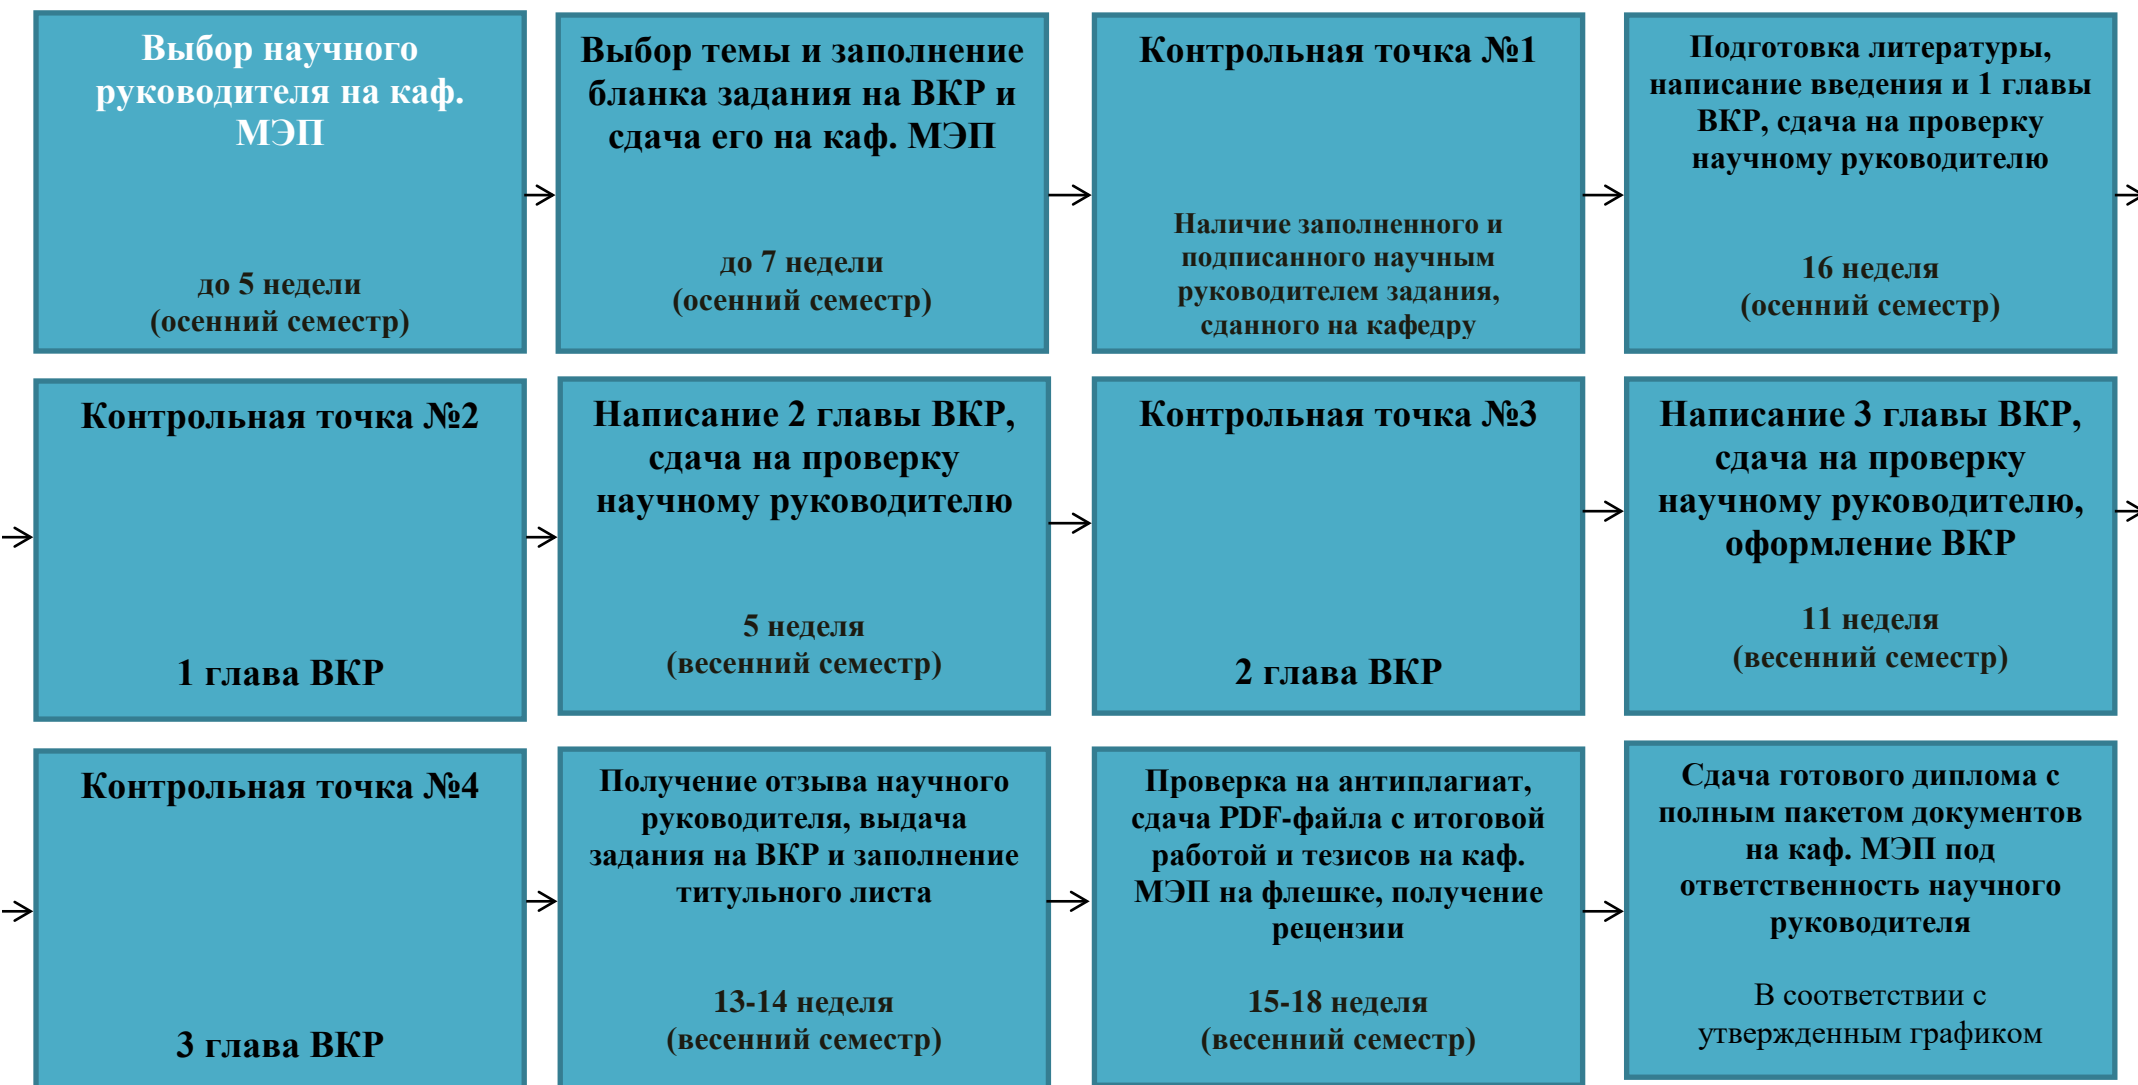 Выбор научного
руководителя на каф.
МЭП
до 5 недели
(осенний семестр)
Выбор темы и заполнение
бланка задания на ВКР и
сдача его на каф. МЭП
до 7 недели
(осенний семестр)
Контрольная точка №1
Наличие заполненного и
подписанного научным
руководителем задания,
сданного на кафедру
Подготовка литературы,
написание введения и 1 главы
ВКР, сдача на проверку
научному руководителю
16 неделя
(осенний семестр)
Контрольная точка №2
1 глава ВКР
Написание 2 главы ВКР,
сдача на проверку
научному руководителю
5 неделя
(весенний семестр)
Контрольная точка №3
2 глава ВКР
Написание 3 главы ВКР,
сдача на проверку
научному руководителю,
оформление ВКР
11 неделя
(весенний семестр)
Контрольная точка №4
3 глава ВКР
Получение отзыва научного
руководителя, выдача
задания на ВКР и заполнение
титульного листа
13-14 неделя
(весенний семестр)
Проверка на антиплагиат,
сдача PDF-файла с итоговой
работой и тезисов на каф.
МЭП на флешке, получение
рецензии
15-18 неделя
(весенний семестр)
Сдача готового диплома с
полным пакетом документов
на каф. МЭП под
ответственность научного
руководителя
В соответствии с
утвержденным графиком